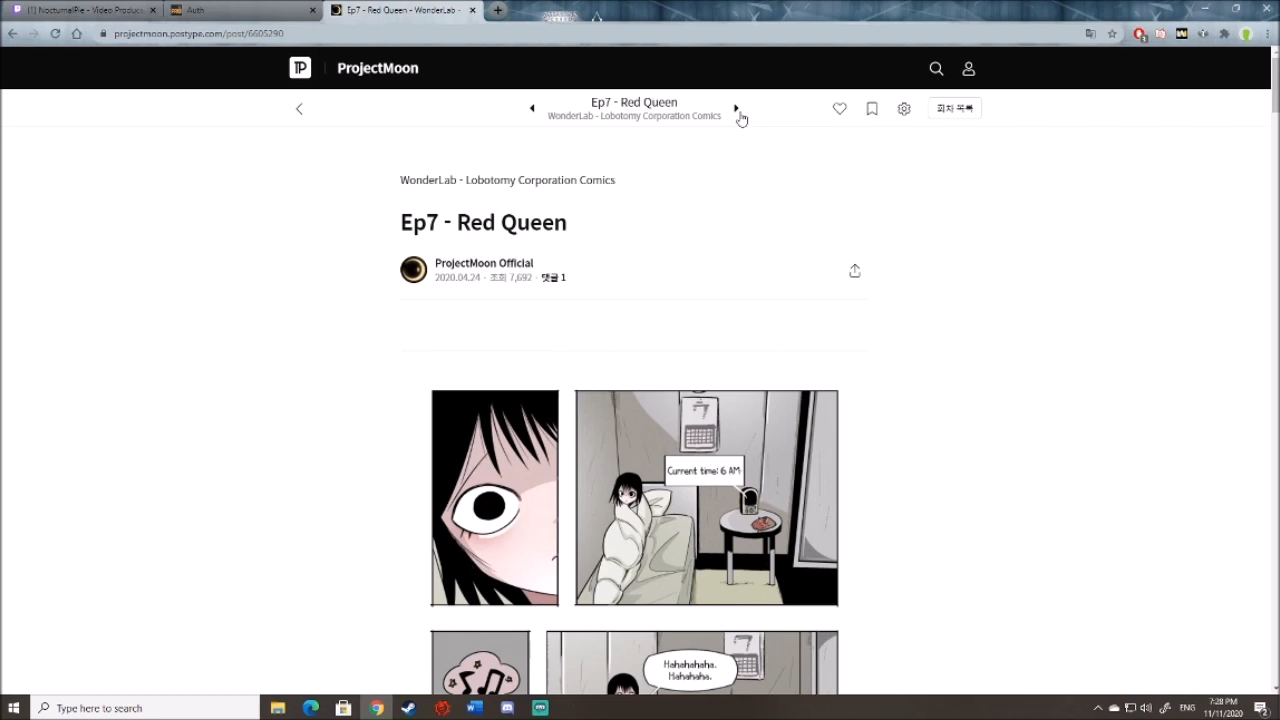 (1) NocturnalPie - Video Produc
Auth
Ep7 - Red Queen – WonderLab -
projectmoon.postype.com/post/6605290
ProjectMoon
Ep7 - Red Queen
WonderLab - Lobotomy Corporation Comics
회차 목록
WonderLab - Lobotomy Corporation Comics
Ep7 - Red Queen
ProjectMoon Official
2020.04.24 · 조회 7,692 · 댓글 1
Current time: 6 AM
Hahahahaha.
Hahahaha.
Type here to search
ENG
7:28 PM
11/11/2020